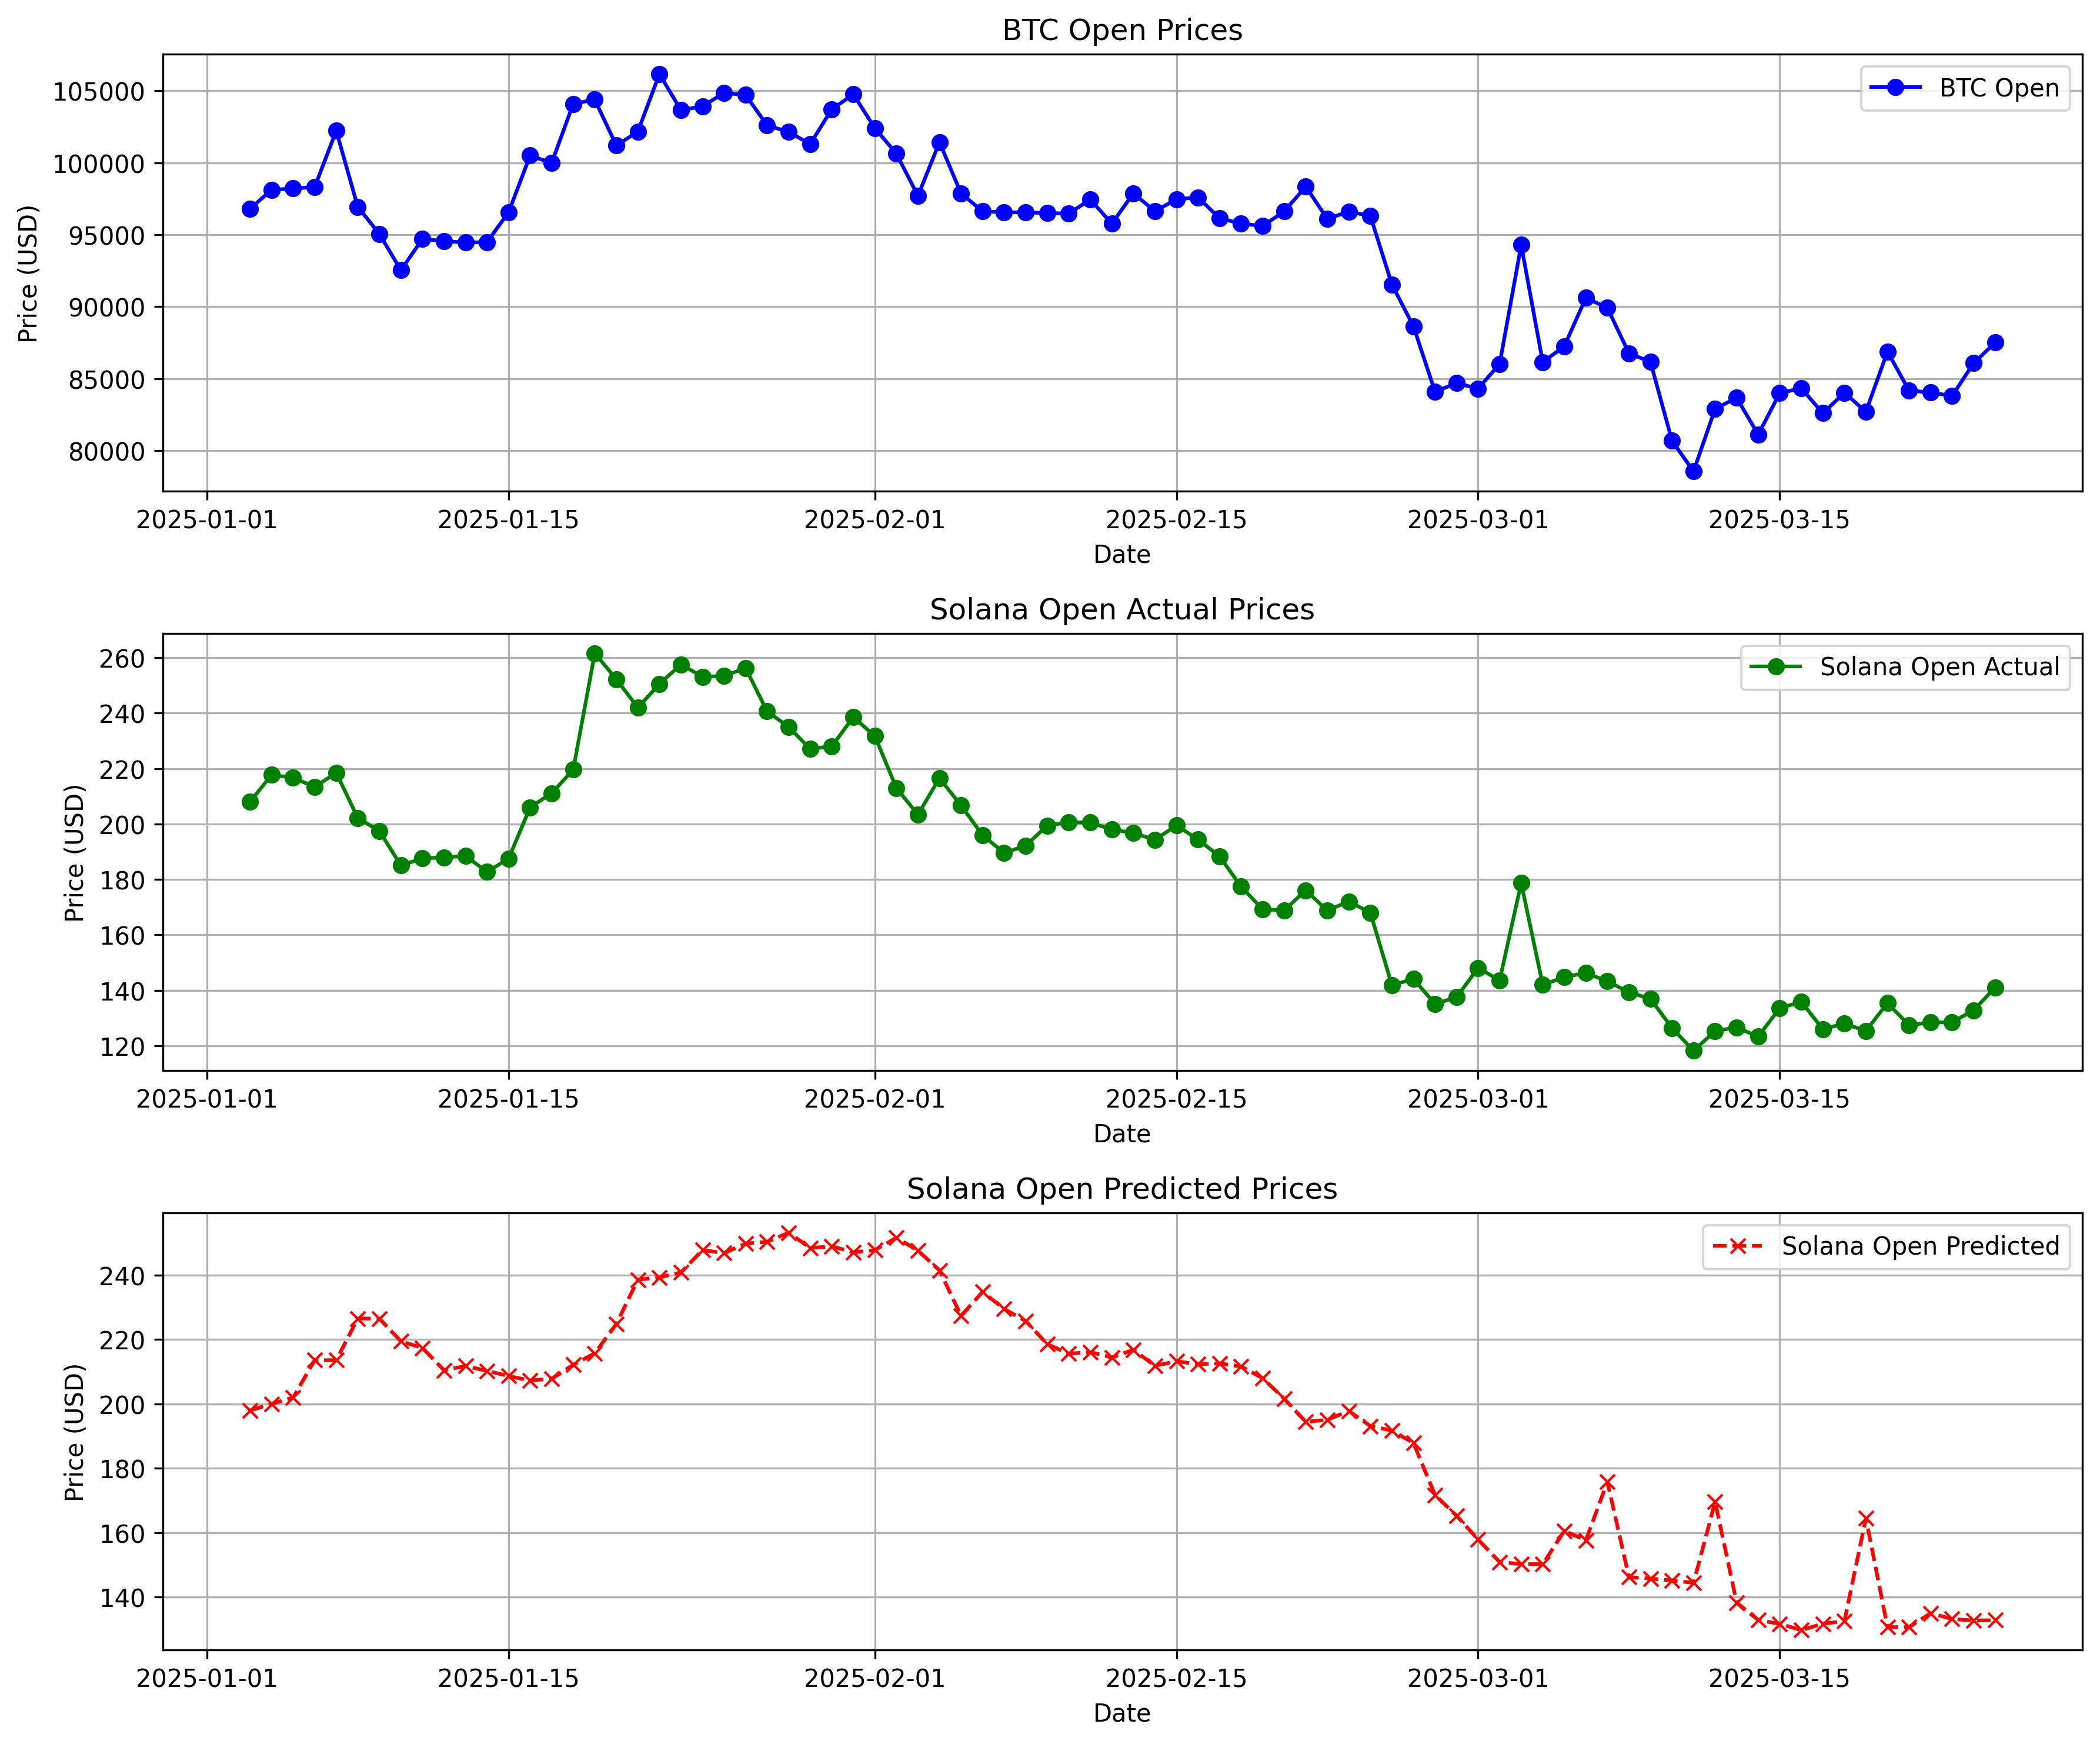 BTC Open Prices
BTC Open
105000
100000
95000
90000
85000
80000
Price (USD)
2025-01-01 2025-01-15 2025-02-01 2025-02-15 2025-03-01 2025-03-15
Date
Solana Open Actual Prices
Solana Open Actual
260
240
220
200
180
160
140
120
Price (USD)
2025-01-01 2025-01-15 2025-02-01 2025-02-15 2025-03-01 2025-03-15
Date
Solana Open Predicted Prices
Solana Open Predicted
240
220
200
180
160
140
Price (USD)
2025-01-01 2025-01-15 2025-02-01 2025-02-15 2025-03-01 2025-03-15
Date